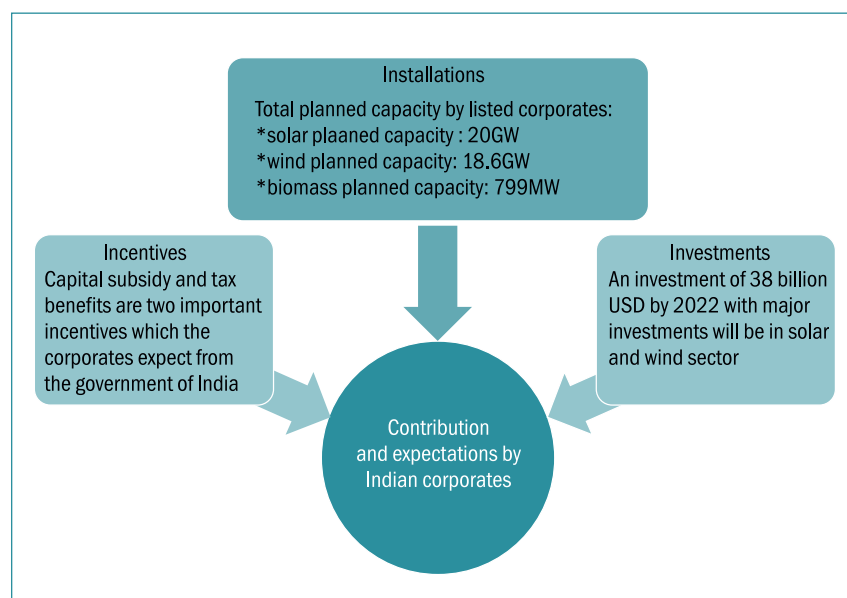 Installations
Total planned capacity by listed corporates:
*solar plaaned capacity : 20GW
*wind planned capacity: 18.6GW
*biomass planned capacity: 799MW
Incentives
Capital subsidy and tax
benefits are two important
incentives which the
corporates expect from
the government of India
Investments
An investment of 38 billion
USD by 2022 with major
investments will be in solar
and wind sector
Contribution
and expectations by
Indian corporates